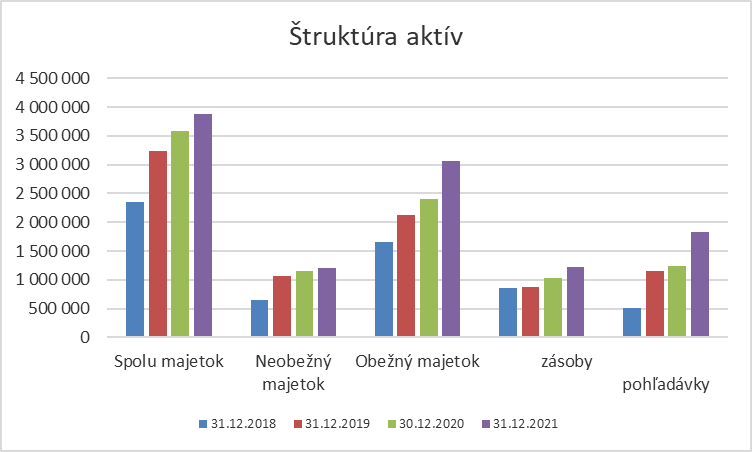 Štruktúra aktív
4 500 000
4 000 000
3 500 000
3 000 000
2 500 000
2 000 000
1 500 000
1 000 000
500 000
0
Spolu majetok
Neobežný
majetok
Obežný majetok
zásoby
pohľadávky
31.12.2018
31.12.2019
30.12.2020
31.12.2021